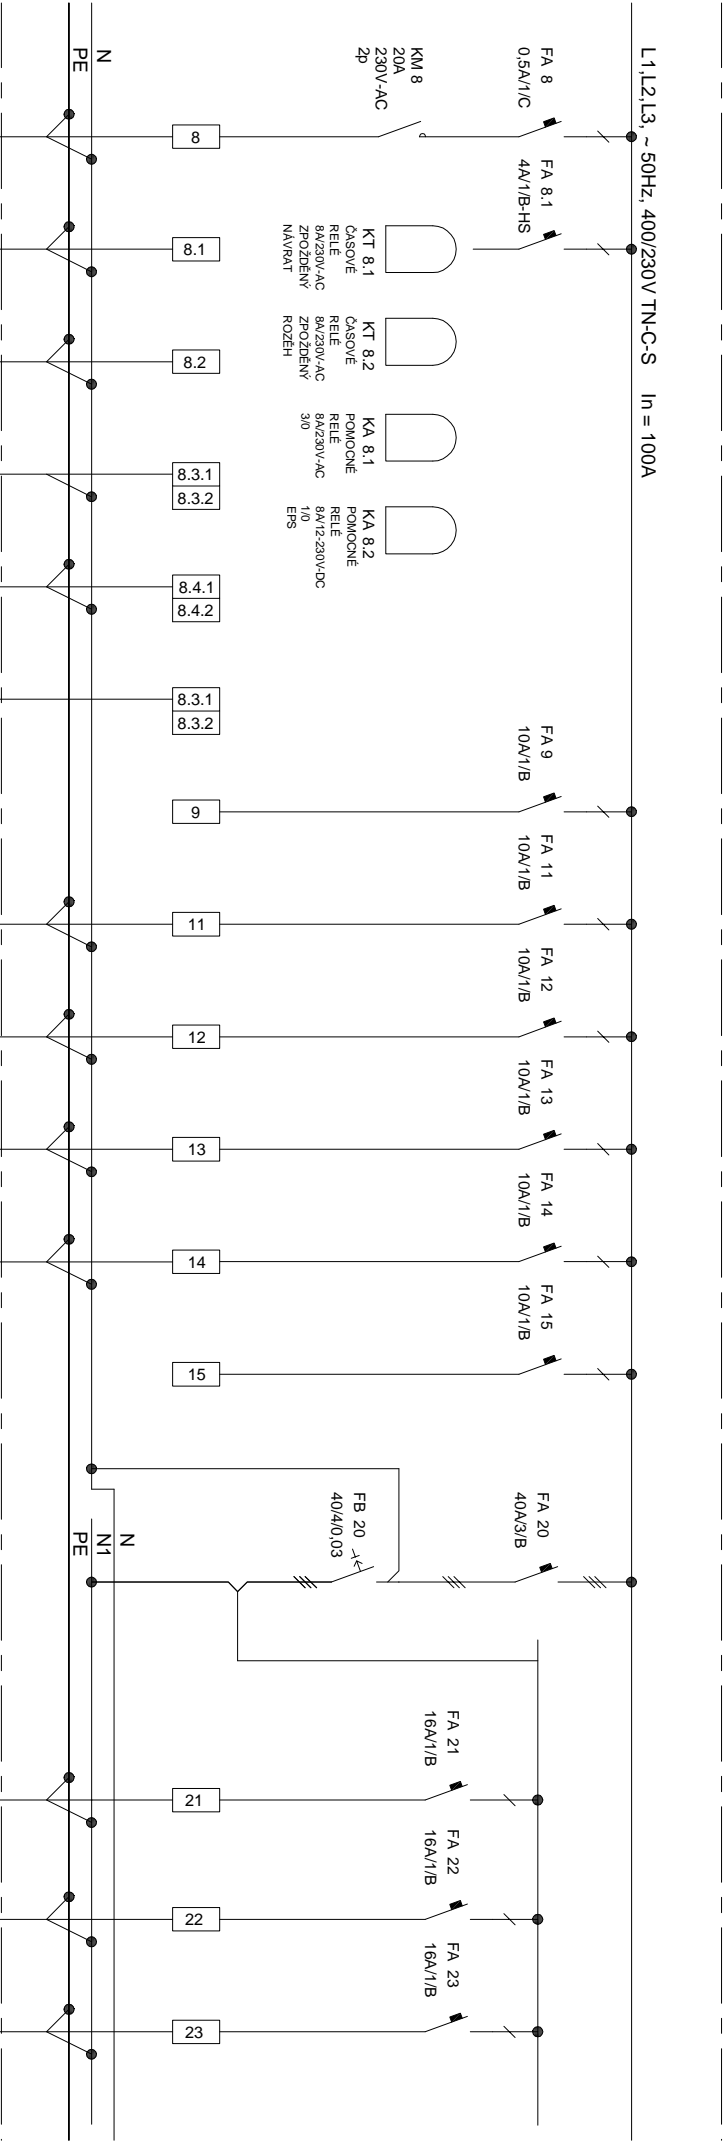 L1,L2,L3, ~ 50Hz, 400/230V TN-C-S In = 100A
FA 8
0,5A/1/C
KM 8
20A
230V-AC
2p
8
N
PE
FA 8.1
4A/1/B-HS
KT 8.1
ČASOVÉ
RELÉ
8A/230V-AC
ZPOŽDĚNÝ
NÁVRAT
8.1
KT 8.2
ČASOVÉ
RELÉ
8A/230V-AC
ZPOŽDĚNÝ
ROZĚH
8.2
KA 8.1
POMOCNÉ
RELÉ
8A/230V-AC
3/0
8.3.1
8.3.2
KA 8.2
POMOCNÉ
RELÉ
8A/12-230V-DC
1/0
EPS
8.4.1
8.4.2
8.3.1
8.3.2
FA 9
10A/1/B
9
FA 11
10A/1/B
11
FA 12
10A/1/B
12
FA 13
10A/1/B
13
FA 14
10A/1/B
14
FA 15
10A/1/B
15
FA 20
40A/3/B
FB 20
40/4/0,03
N
N1
PE
FA 21
16A/1/B
21
FA 22
16A/1/B
22
FA 23
16A/1/B
23